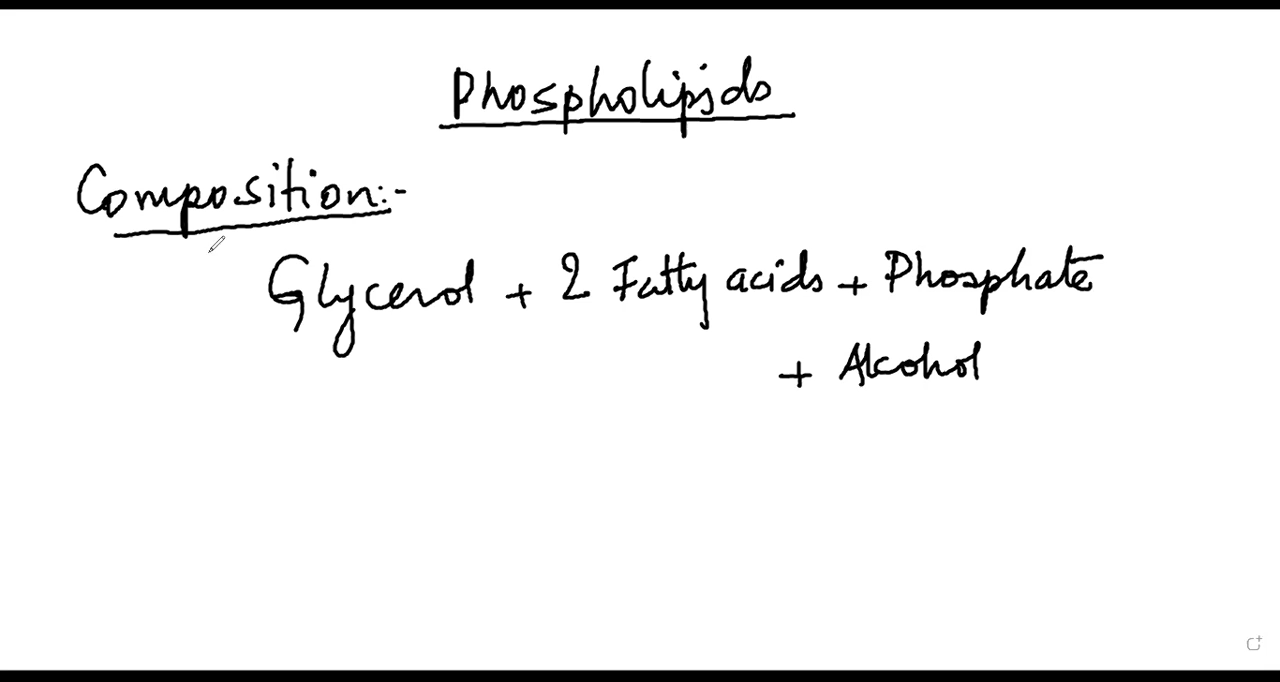 Phospholipids
Composition:-
Glycerol + 2 Fatty acids + Phosphate
+ Alcohol